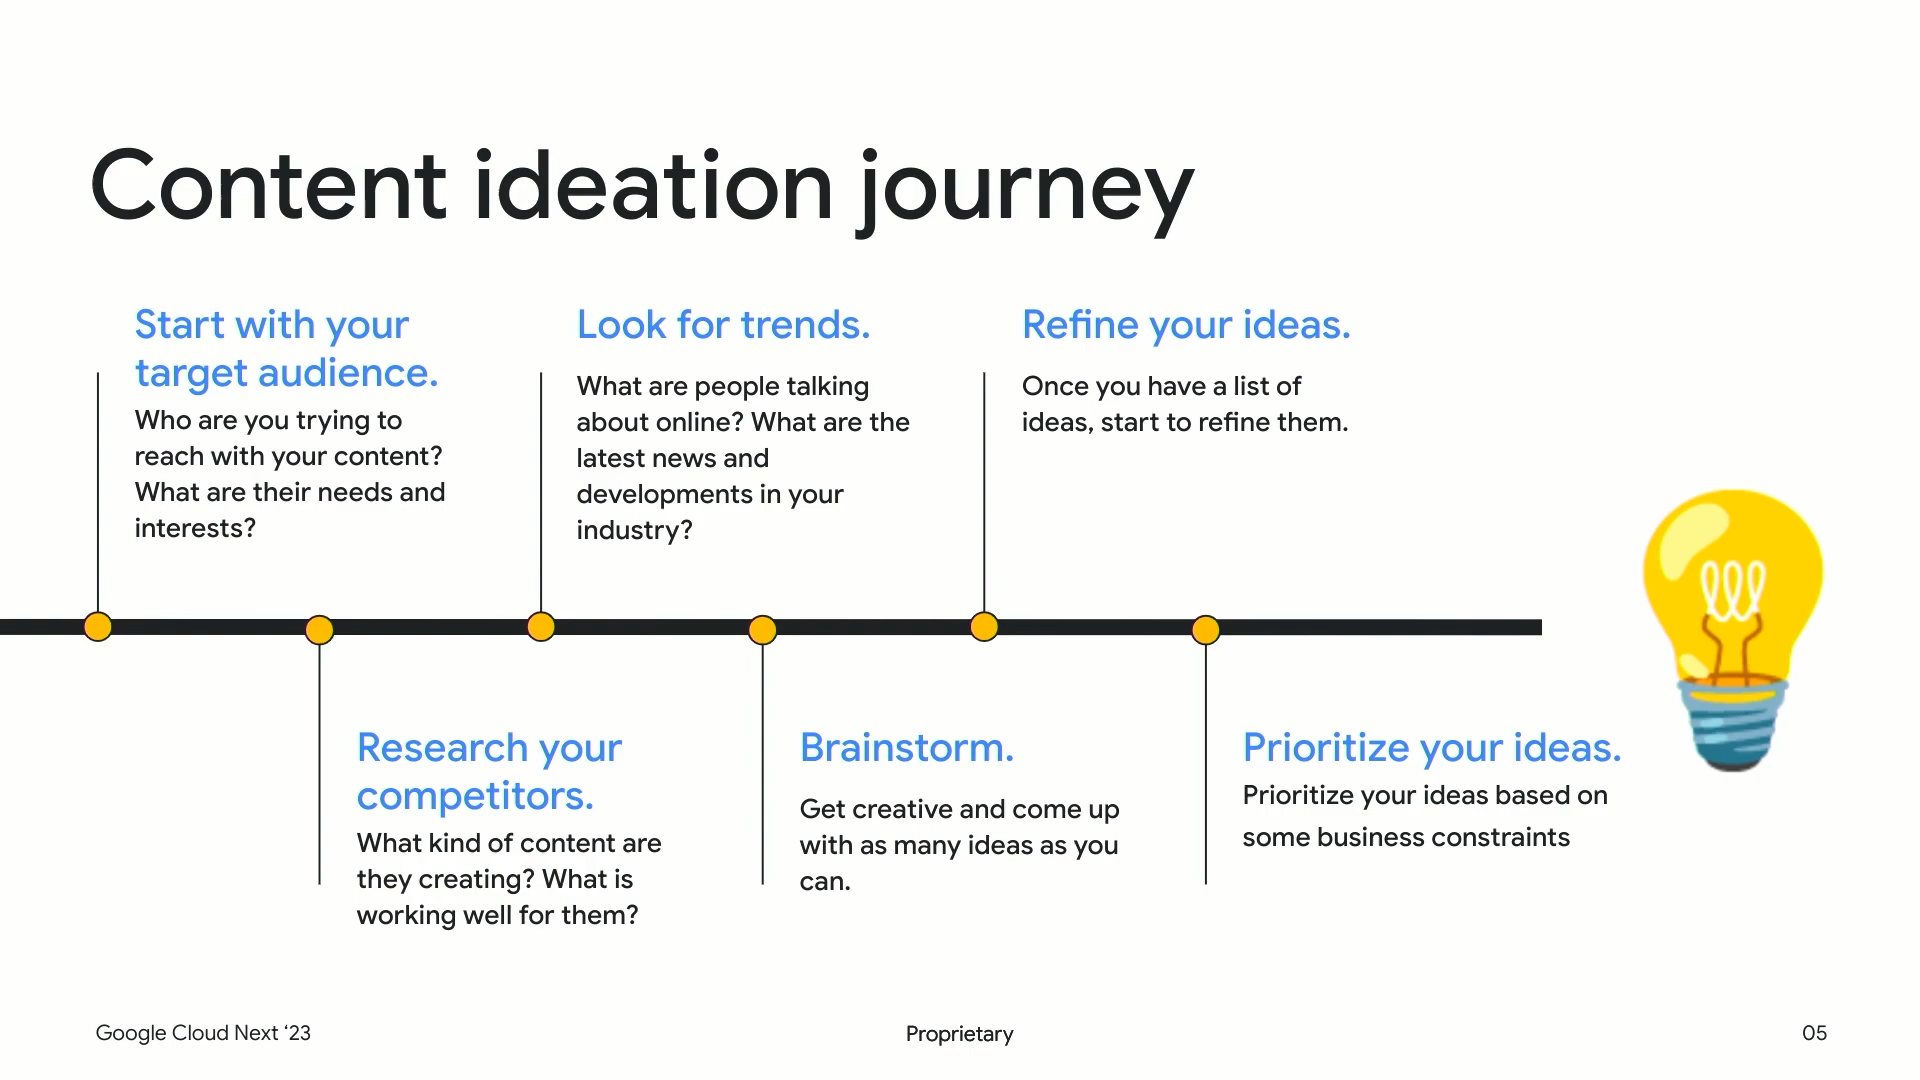 Content ideation journey
Start with your
target audience.
Who are you trying to
reach with your content?
What are their needs and
interests?
Research your
competitors.
What kind of content are
they creating? What is
working well for them?
Look for trends.
What are people talking
about online? What are the
latest news and
developments in your
industry?
Brainstorm.
Get creative and come up
with as many ideas as you
can.
Refine your ideas.
Once you have a list of
ideas, start to refine them.
Prioritize your ideas.
Prioritize your ideas based on
some business constraints
Google Cloud Next ‘23
Proprietary
05